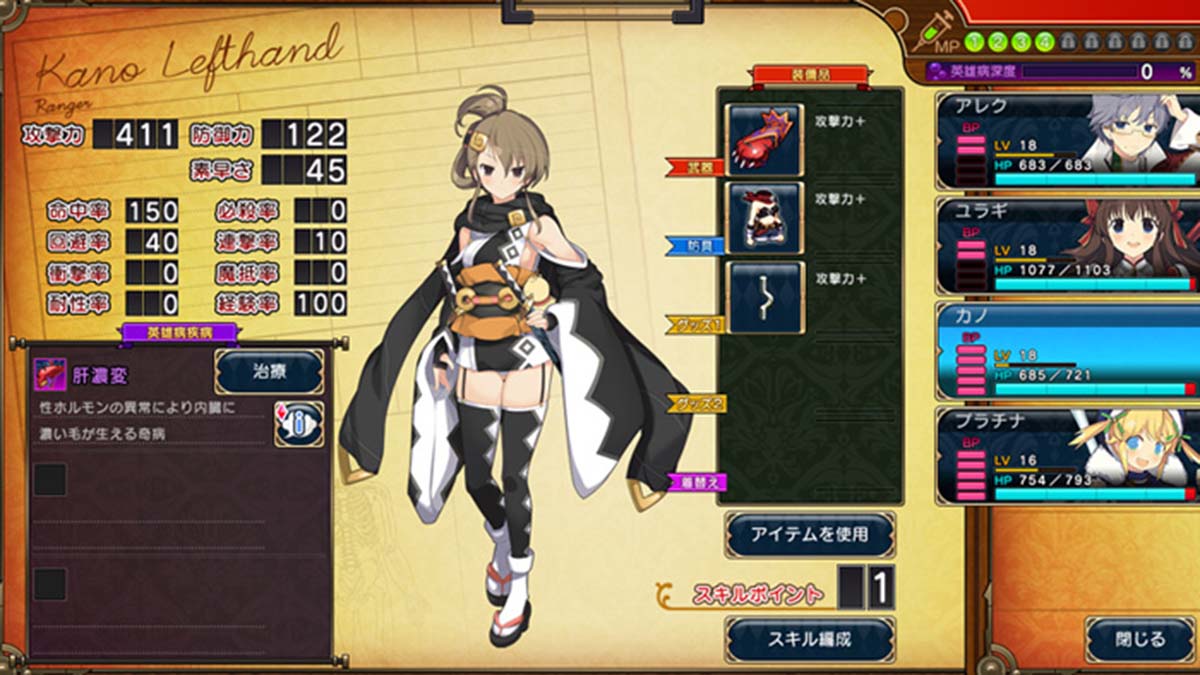 Kano Lefthand
Ranger
攻撃力 411 防御力 122
素早さ 45
命中率 150 必殺率 0
回避率 40 連撃率 10
衝撃率 0 魔抵率 0
耐性率 0 経験率 100
英雄病疾病
肝濃変
治療
性ホルモンの異常により内臓に
濃い毛が生える奇病
装備品
武器
攻撃力+
防具
攻撃力+
グッズ1
攻撃力+
グッズ2
着替え
アイテムを使用
スキルポイント 1
スキル編成
MP 1 2 3 4
英雄病深度 0 %
アレク
BP
LV 18
HP 683/683
ユラギ
BP
LV 18
HP 1077/1103
カノ
BP
LV 18
HP 685/721
プラチナ
BP
LV 16
HP 754/793
閉じる